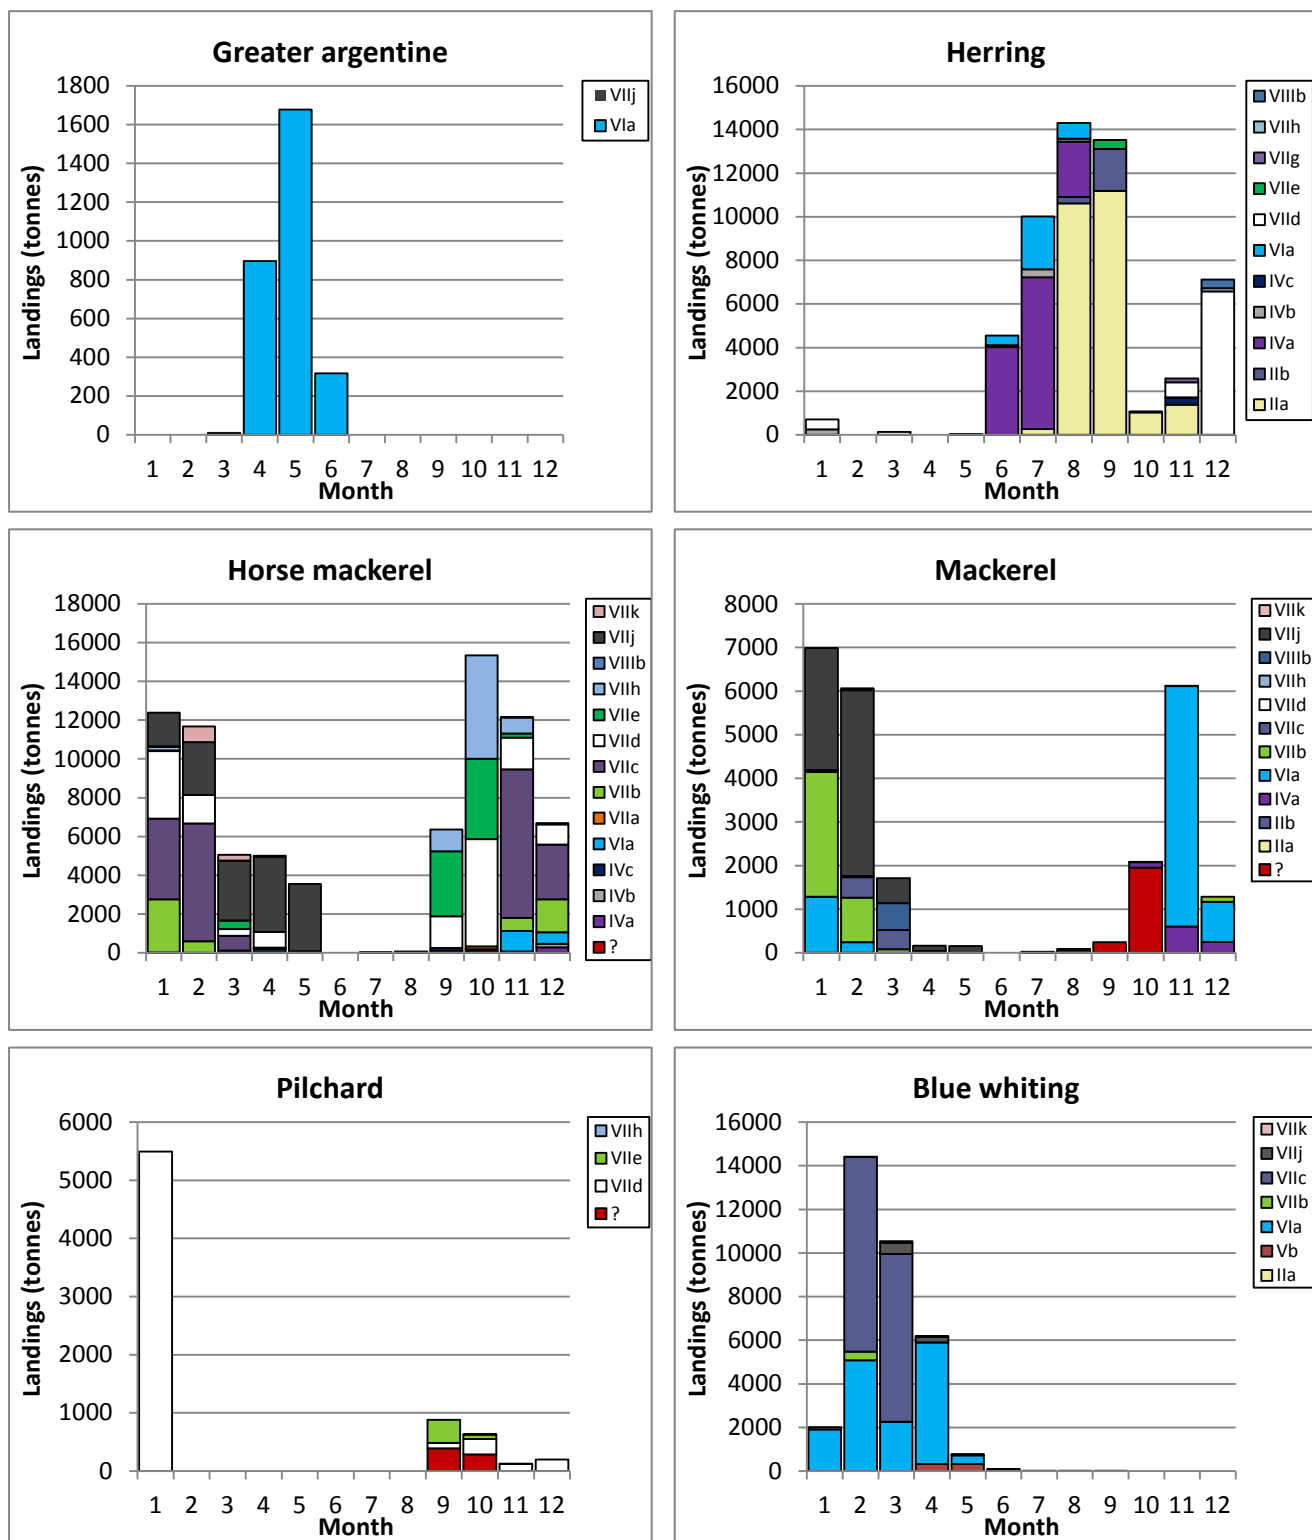 Greater argentine
Landings (tonnes)
1800
1600
1400
1200
1000
800
600
400
200
0
1 2 3 4 5 6 7 8 9 10 11 12
Month
VIIj
VIa
Herring
Landings (tonnes)
16000
14000
12000
10000
8000
6000
4000
2000
0
1 2 3 4 5 6 7 8 9 10 11 12
Month
VIIIb
VIIh
VIIg
VIIe
VIId
VIa
IVc
IVb
IVa
IIb
IIa
Horse mackerel
Landings (tonnes)
18000
16000
14000
12000
10000
8000
6000
4000
2000
0
1 2 3 4 5 6 7 8 9 10 11 12
Month
VIIk
VIIj
VIIIb
VIIh
VIIe
VIId
VIIc
VIIb
VIIa
VIa
IVc
IVb
IVa
?
Mackerel
Landings (tonnes)
8000
7000
6000
5000
4000
3000
2000
1000
0
1 2 3 4 5 6 7 8 9 10 11 12
Month
VIIk
VIIj
VIIIb
VIIh
VIId
VIIc
VIIb
VIa
IVa
IIb
IIa
?
Pilchard
Landings (tonnes)
6000
5000
4000
3000
2000
1000
0
1 2 3 4 5 6 7 8 9 10 11 12
Month
VIIh
VIIe
VIId
?
Blue whiting
Landings (tonnes)
16000
14000
12000
10000
8000
6000
4000
2000
0
1 2 3 4 5 6 7 8 9 10 11 12
Month
VIIk
VIIj
VIIc
VIIb
VIa
Vb
IIa